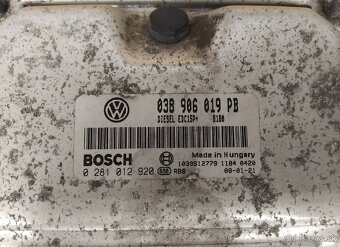 038 906 019 PB
DIESEL EDC15P+ 8180
BOSCH
Made in Hungary
1039S12779 1184 0420
0 281 012 920 RBG 08-01-21